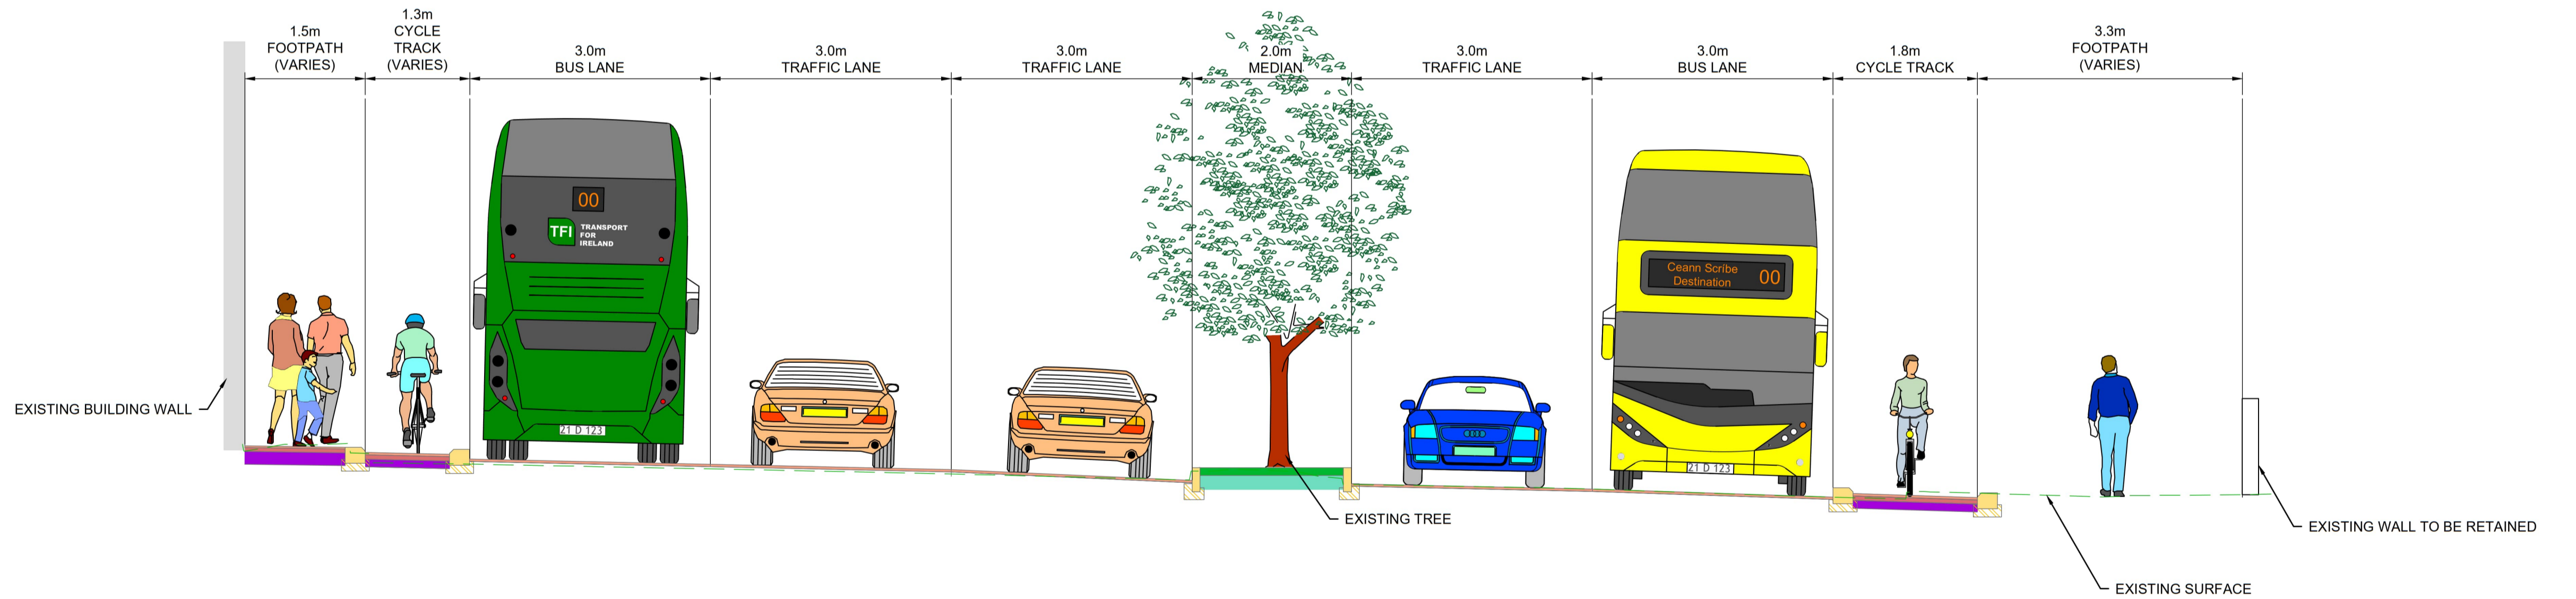 1.5m
FOOTPATH
(VARIES)
1.3m
CYCLE
TRACK
(VARIES)
3.0m
BUS LANE
3.0m
TRAFFIC LANE
3.0m
TRAFFIC LANE
2.0m
MEDIAN
3.0m
TRAFFIC LANE
3.0m
BUS LANE
1.8m
CYCLE TRACK
3.3m
FOOTPATH
(VARIES)
00
TFI
TRANSPORT
FOR
IRELAND
21 D 123
Ceann Scríbe
Destination
00
21 D 123
EXISTING BUILDING WALL
EXISTING TREE
EXISTING WALL TO BE RETAINED
EXISTING SURFACE